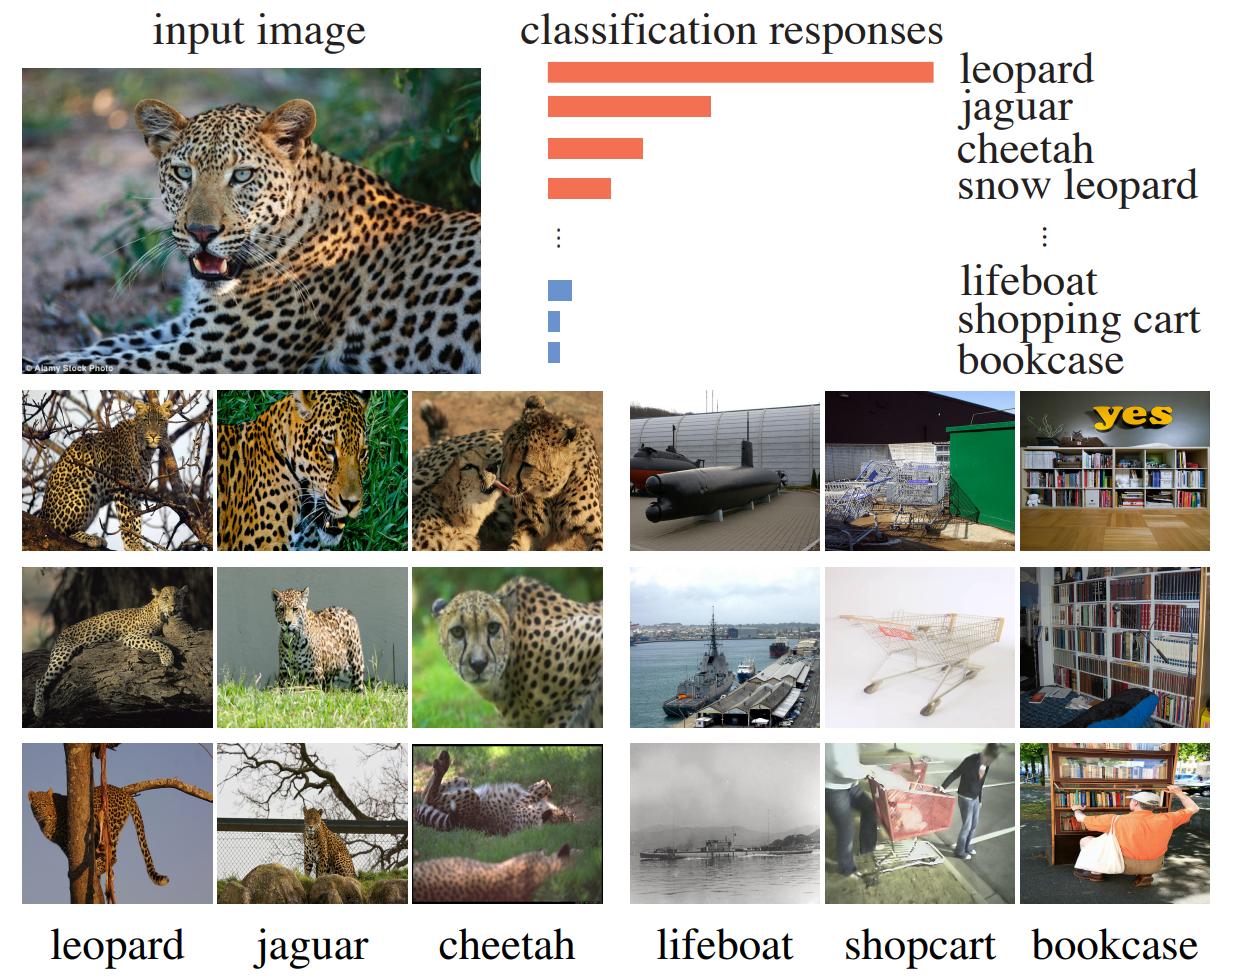 input image
classification responses
leopard
jaguar
cheetah
snow leopard
⋮ ⋮
lifeboat
shopping cart
bookcase
© Alamy Stock Photo
yes
leopard jaguar cheetah lifeboat shopcart bookcase